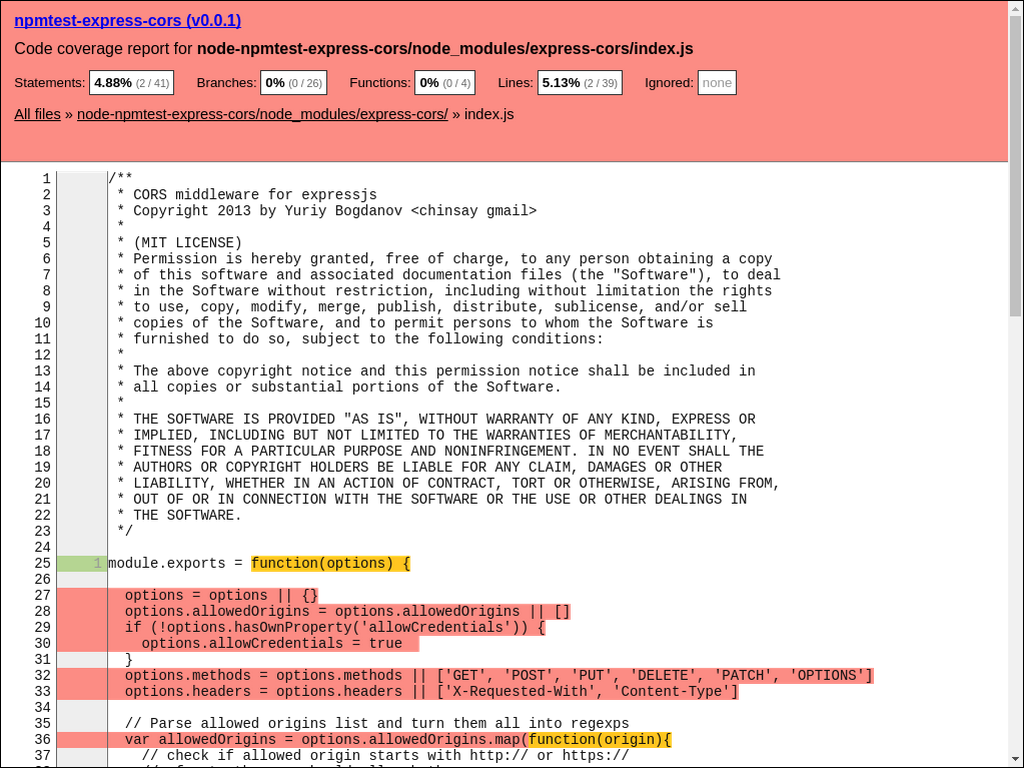 npmtest-express-cors (v0.0.1)
Code coverage report for node-npmtest-express-cors/node_modules/express-cors/index.js
Statements: 4.88% (2 / 41) Branches: 0% (0 / 26) Functions: 0% (0 / 4) Lines: 5.13% (2 / 39) Ignored: none
All files » node-npmtest-express-cors/node_modules/express-cors/ » index.js
1 /**
2  * CORS middleware for expressjs
3  * Copyright 2013 by Yuriy Bogdanov <chinsay gmail>
4  *
5  * (MIT LICENSE)
6  * Permission is hereby granted, free of charge, to any person obtaining a copy
7  * of this software and associated documentation files (the "Software"), to deal
8  * in the Software without restriction, including without limitation the rights
9  * to use, copy, modify, merge, publish, distribute, sublicense, and/or sell
10  * copies of the Software, and to permit persons to whom the Software is
11  * furnished to do so, subject to the following conditions:
12  *
13  * The above copyright notice and this permission notice shall be included in
14  * all copies or substantial portions of the Software.
15  *
16  * THE SOFTWARE IS PROVIDED "AS IS", WITHOUT WARRANTY OF ANY KIND, EXPRESS OR
17  * IMPLIED, INCLUDING BUT NOT LIMITED TO THE WARRANTIES OF MERCHANTABILITY,
18  * FITNESS FOR A PARTICULAR PURPOSE AND NONINFRINGEMENT. IN NO EVENT SHALL THE
19  * AUTHORS OR COPYRIGHT HOLDERS BE LIABLE FOR ANY CLAIM, DAMAGES OR OTHER
20  * LIABILITY, WHETHER IN AN ACTION OF CONTRACT, TORT OR OTHERWISE, ARISING FROM,
21  * OUT OF OR IN CONNECTION WITH THE SOFTWARE OR THE USE OR OTHER DEALINGS IN
22  * THE SOFTWARE.
23  */
24
25 1 module.exports = function(options) {
26
27   options = options || {}
28   options.allowedOrigins = options.allowedOrigins || []
29   if (!options.hasOwnProperty('allowCredentials')) {
30     options.allowCredentials = true
31   }
32   options.methods = options.methods || ['GET', 'POST', 'PUT', 'DELETE', 'PATCH', 'OPTIONS']
33   options.headers = options.headers || ['X-Requested-With', 'Content-Type']
34
35   // Parse allowed origins list and turn them all into regexps
36   var allowedOrigins = options.allowedOrigins.map(function(origin){
37     // check if allowed origin starts with http:// or https://